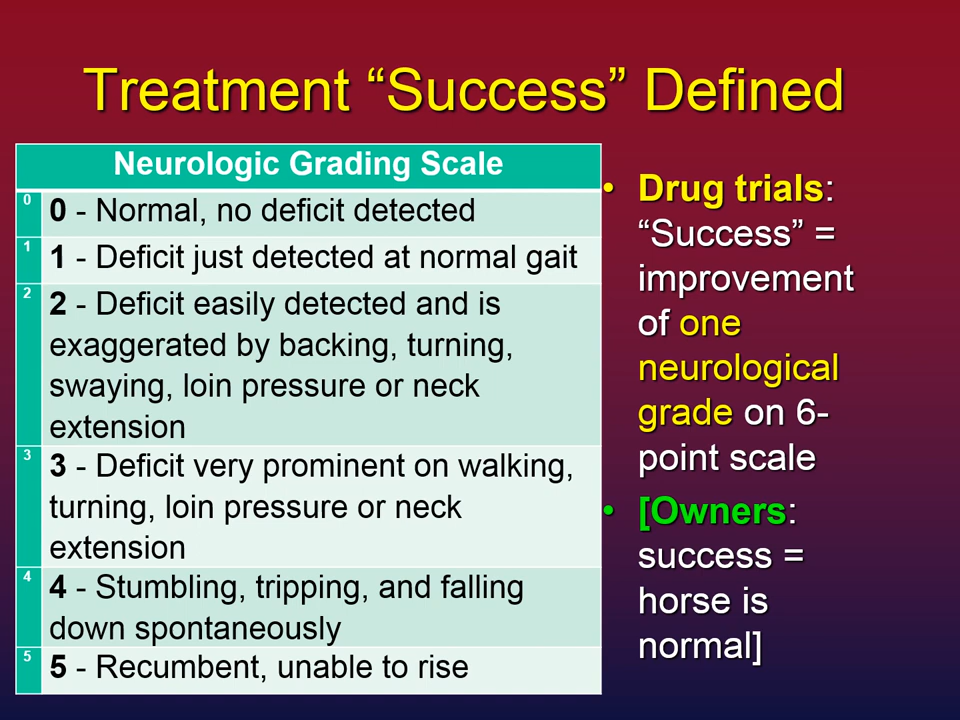 Treatment “Success” Defined
Neurologic Grading Scale
0
0 - Normal, no deficit detected
1
1 - Deficit just detected at normal gait
2
2 - Deficit easily detected and is
exaggerated by backing, turning,
swaying, loin pressure or neck
extension
3
3 - Deficit very prominent on walking,
turning, loin pressure or neck
extension
4
4 - Stumbling, tripping, and falling
down spontaneously
5
5 - Recumbent, unable to rise
• Drug trials:
“Success” =
improvement
of one
neurological
grade on 6-
point scale
• [Owners:
success =
horse is
normal]